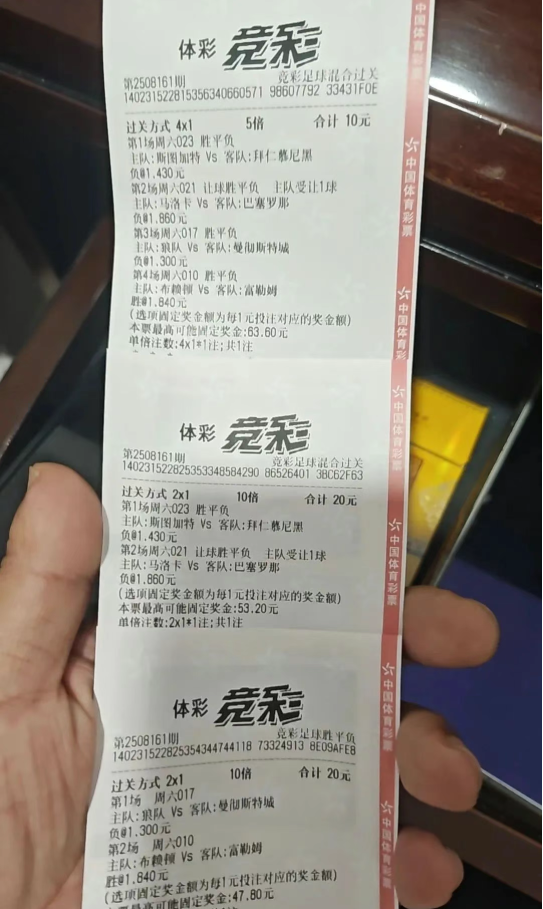 体彩 竞彩
第2508161期 竞彩足球混合过关
140231522815356340660571 98607792 33431F0E
过关方式 4x1 5倍 合计 10元
第1场周六023 胜平负
主队:斯图加特 Vs 客队:拜仁慕尼黑
负@1.430元
第2场周六021 让球胜平负 主队受让1球
主队:马洛卡 Vs 客队:巴塞罗那
负@1.860元
第3场周六017 胜平负
主队:狼队 Vs 客队:曼彻斯特城
负@1.300元
第4场周六010 胜平负
主队:布赖顿 Vs 客队:富勒姆
胜@1.840元
(选项固定奖金额为每1元投注对应的奖金额)
本票最高可能固定奖金:63.60元
单倍注数:4x1*1注;共1注
体彩 竞彩
第2508161期 竞彩足球混合过关
140231522825353348584290 86526401 3BC62F63
过关方式 2x1 10倍 合计 20元
第1场周六023 胜平负
主队:斯图加特 Vs 客队:拜仁慕尼黑
负@1.430元
第2场周六021 让球胜平负 主队受让1球
主队:马洛卡 Vs 客队:巴塞罗那
负@1.860元
(选项固定奖金额为每1元投注对应的奖金额)
本票最高可能固定奖金:53.20元
单倍注数:2x1*1注;共1注
体彩 竞彩
第2508161期 竞彩足球胜平负
140231522825354344744118 73324913 8E09AFEB
过关方式 2x1 10倍 合计 20元
第1场 周六017
主队:狼队 Vs 客队:曼彻斯特城
负@1.300元
第2场 周六010
主队:布赖顿 Vs 客队:富勒姆
胜@1.840元
(选项固定奖金额为每1元投注对应的奖金额)
本票最高可能固定奖金:47.80元
中国体育彩票
中国体育彩票
中国体育彩
中国体育彩票
中国体育彩票
中国体育彩票
中国体育彩票